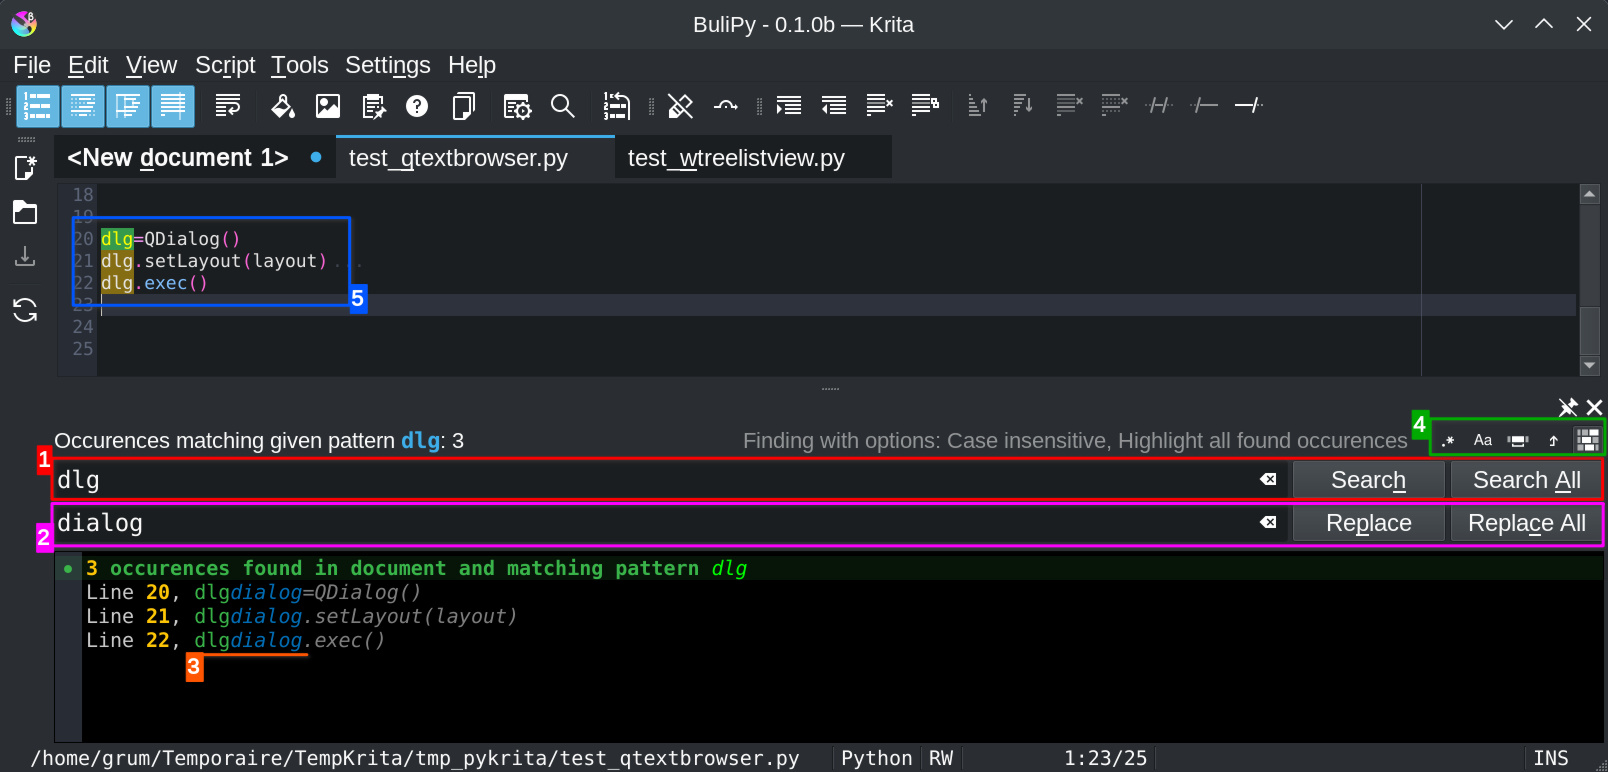 BuliPy - 0.1.0b — Krita
File Edit View Script Tools Settings Help
<New document 1> test_qtextbrowser.py test_wtreelistview.py
18
19
20 dlg=QDialog()
21 dlg.setLayout(layout)...
22 dlg.exec()
23
24
25
5
Occurences matching given pattern dlg: 3
Finding with options: Case insensitive, Highlight all found occurences
4
.* Aa
1
dlg Search Search All
2
dialog Replace Replace All
3 occurences found in document and matching pattern dlg
Line 20, dlgdialog=QDialog()
Line 21, dlgdialog.setLayout(layout)
Line 22, dlgdialog.exec()
3
/home/grum/Temporaire/TempKrita/tmp_pykrita/test_qtextbrowser.py Python RW 1:23/25 INS